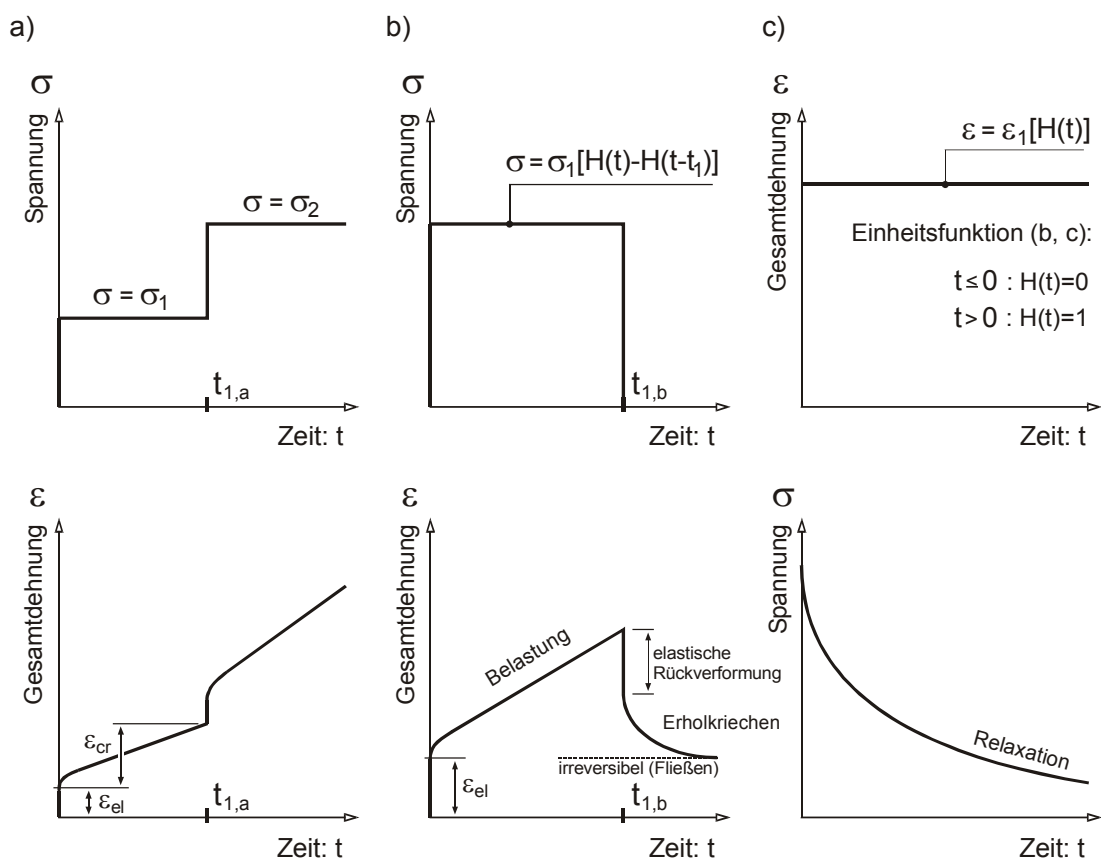 a)
b)
c)
σ
Spannung
σ = σ₁
σ = σ₂
t₁,ₐ
Zeit: t
σ
Spannung
σ = σ₁[H(t)-H(t-t₁)]
t₁,b
Zeit: t
ε
Gesamtdehnung
ε = ε₁[H(t)]
Einheitsfunktion (b, c):
t ≤ 0 : H(t)=0
t > 0 : H(t)=1
Zeit: t
ε
Gesamtdehnung
εcr
εel
t₁,ₐ
Zeit: t
ε
Gesamtdehnung
Belastung
elastische
Rückverformung
Erholkriechen
irreversibel (Fließen)
εel
t₁,b
Zeit: t
σ
Spannung
Relaxation
Zeit: t